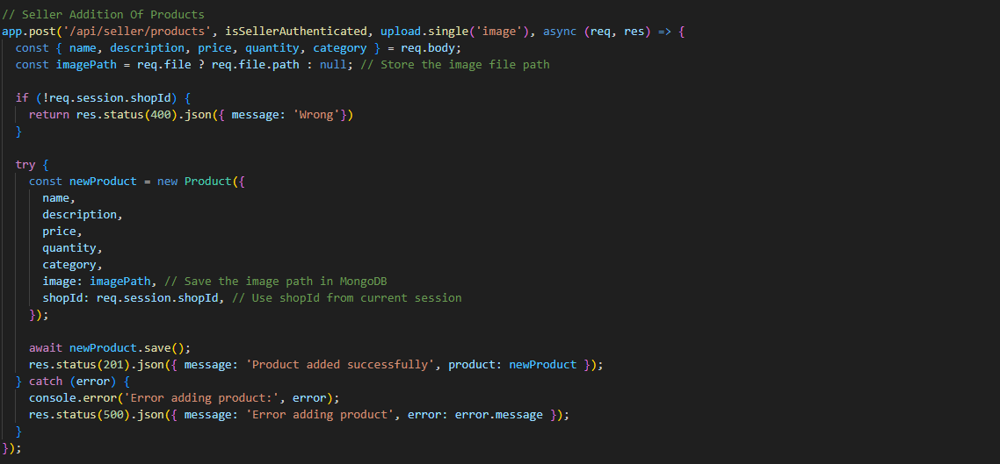 // Seller Addition Of Products
app.post('/api/seller/products', isSellerAuthenticated, upload.single('image'), async (req, res) => {
  const { name, description, price, quantity, category } = req.body;
  const imagePath = req.file ? req.file.path : null; // Store the image file path

  if (!req.session.shopId) {
    return res.status(400).json({ message: 'Wrong'})
  }

  try {
    const newProduct = new Product({
      name,
      description,
      price,
      quantity,
      category,
      image: imagePath, // Save the image path in MongoDB
      shopId: req.session.shopId, // Use shopId from current session
    });

    await newProduct.save();
    res.status(201).json({ message: 'Product added successfully', product: newProduct });
  } catch (error) {
    console.error('Error adding product:', error);
    res.status(500).json({ message: 'Error adding product', error: error.message });
  }
});